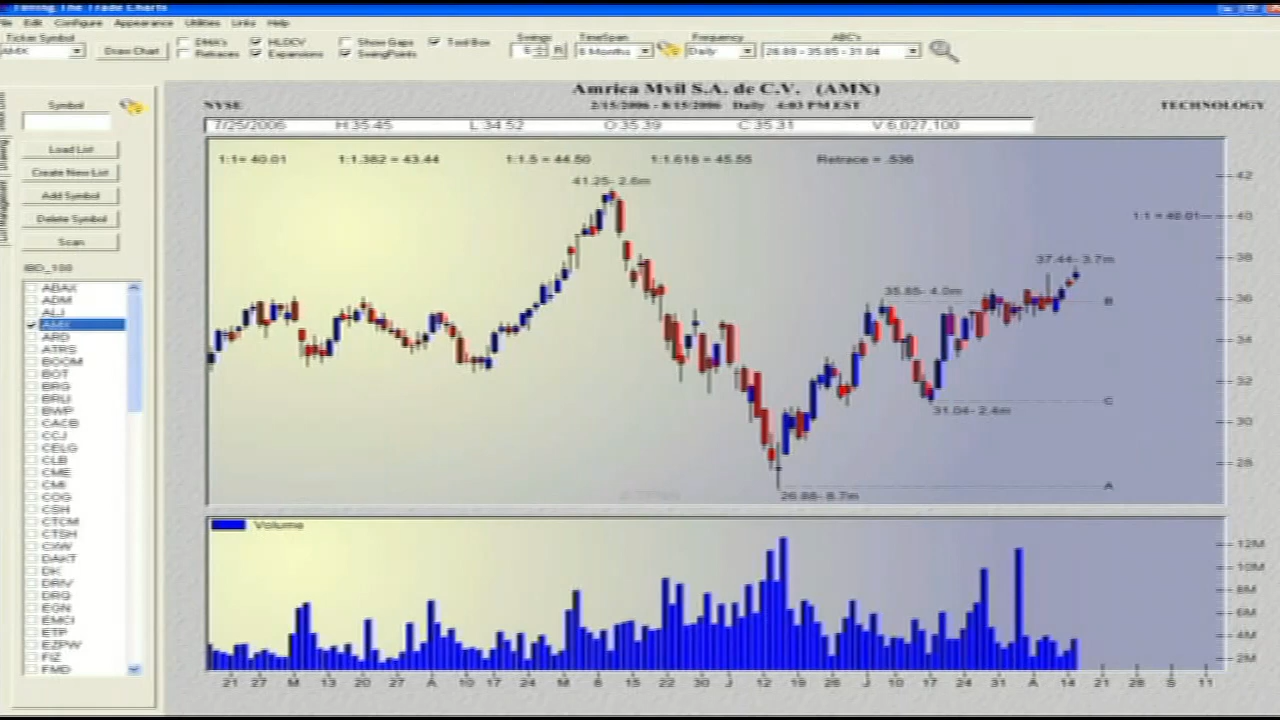 Timing The Trade Charts
File Edit Configure Appearance Utilities Links Help
Ticker Symbol
AMX
Draw Chart
DMA's
Retraces
HLOCV
Expansions
Show Gaps
SwingPoints
Tool Box
Swings
5
R
TimeSpan
6 Months
Frequency
Daily
ABC's
26.88 - 35.85 - 31.04
Symbol
Load List
Create New List
Add Symbol
Delete Symbol
Scan
IBD_100
ABAX
ADM
ALJ
AMX
ARD
ATRS
BOOM
BOT
BRG
BRLI
BWP
CACB
CCJ
CELG
CLB
CME
CMI
COG
CSH
CTCM
CTSH
CXW
DAKT
DK
DRIV
DRQ
EGN
EMCI
ETP
EZPW
FIZ
FMD
Amrica Mvil S.A. de C.V. (AMX)
NYSE
2/15/2006 - 8/15/2006 Daily 4:03 PM EST
TECHNOLOGY
7/25/2006 H 35.45 L 34.52 O 35.39 C 35.31 V 6,027,100
1:1= 40.01 1:1.382 = 43.44 1:1.5 = 44.50 1:1.618 = 45.55 Retrace = .536
41.25- 2.6m
42
1:1 = 40.01
40
37.44- 3.7m
38
35.85- 4.0m
B
36
34
32
C
31.04- 2.4m
30
28
A
26.88- 8.7m
Volume
12M
10M
8M
6M
4M
2M
21 27 M 13 20 27 A 10 17 24 M 8 15 22 30 J 12 19 26 J 10 17 24 31 A 14 21 28 S 11